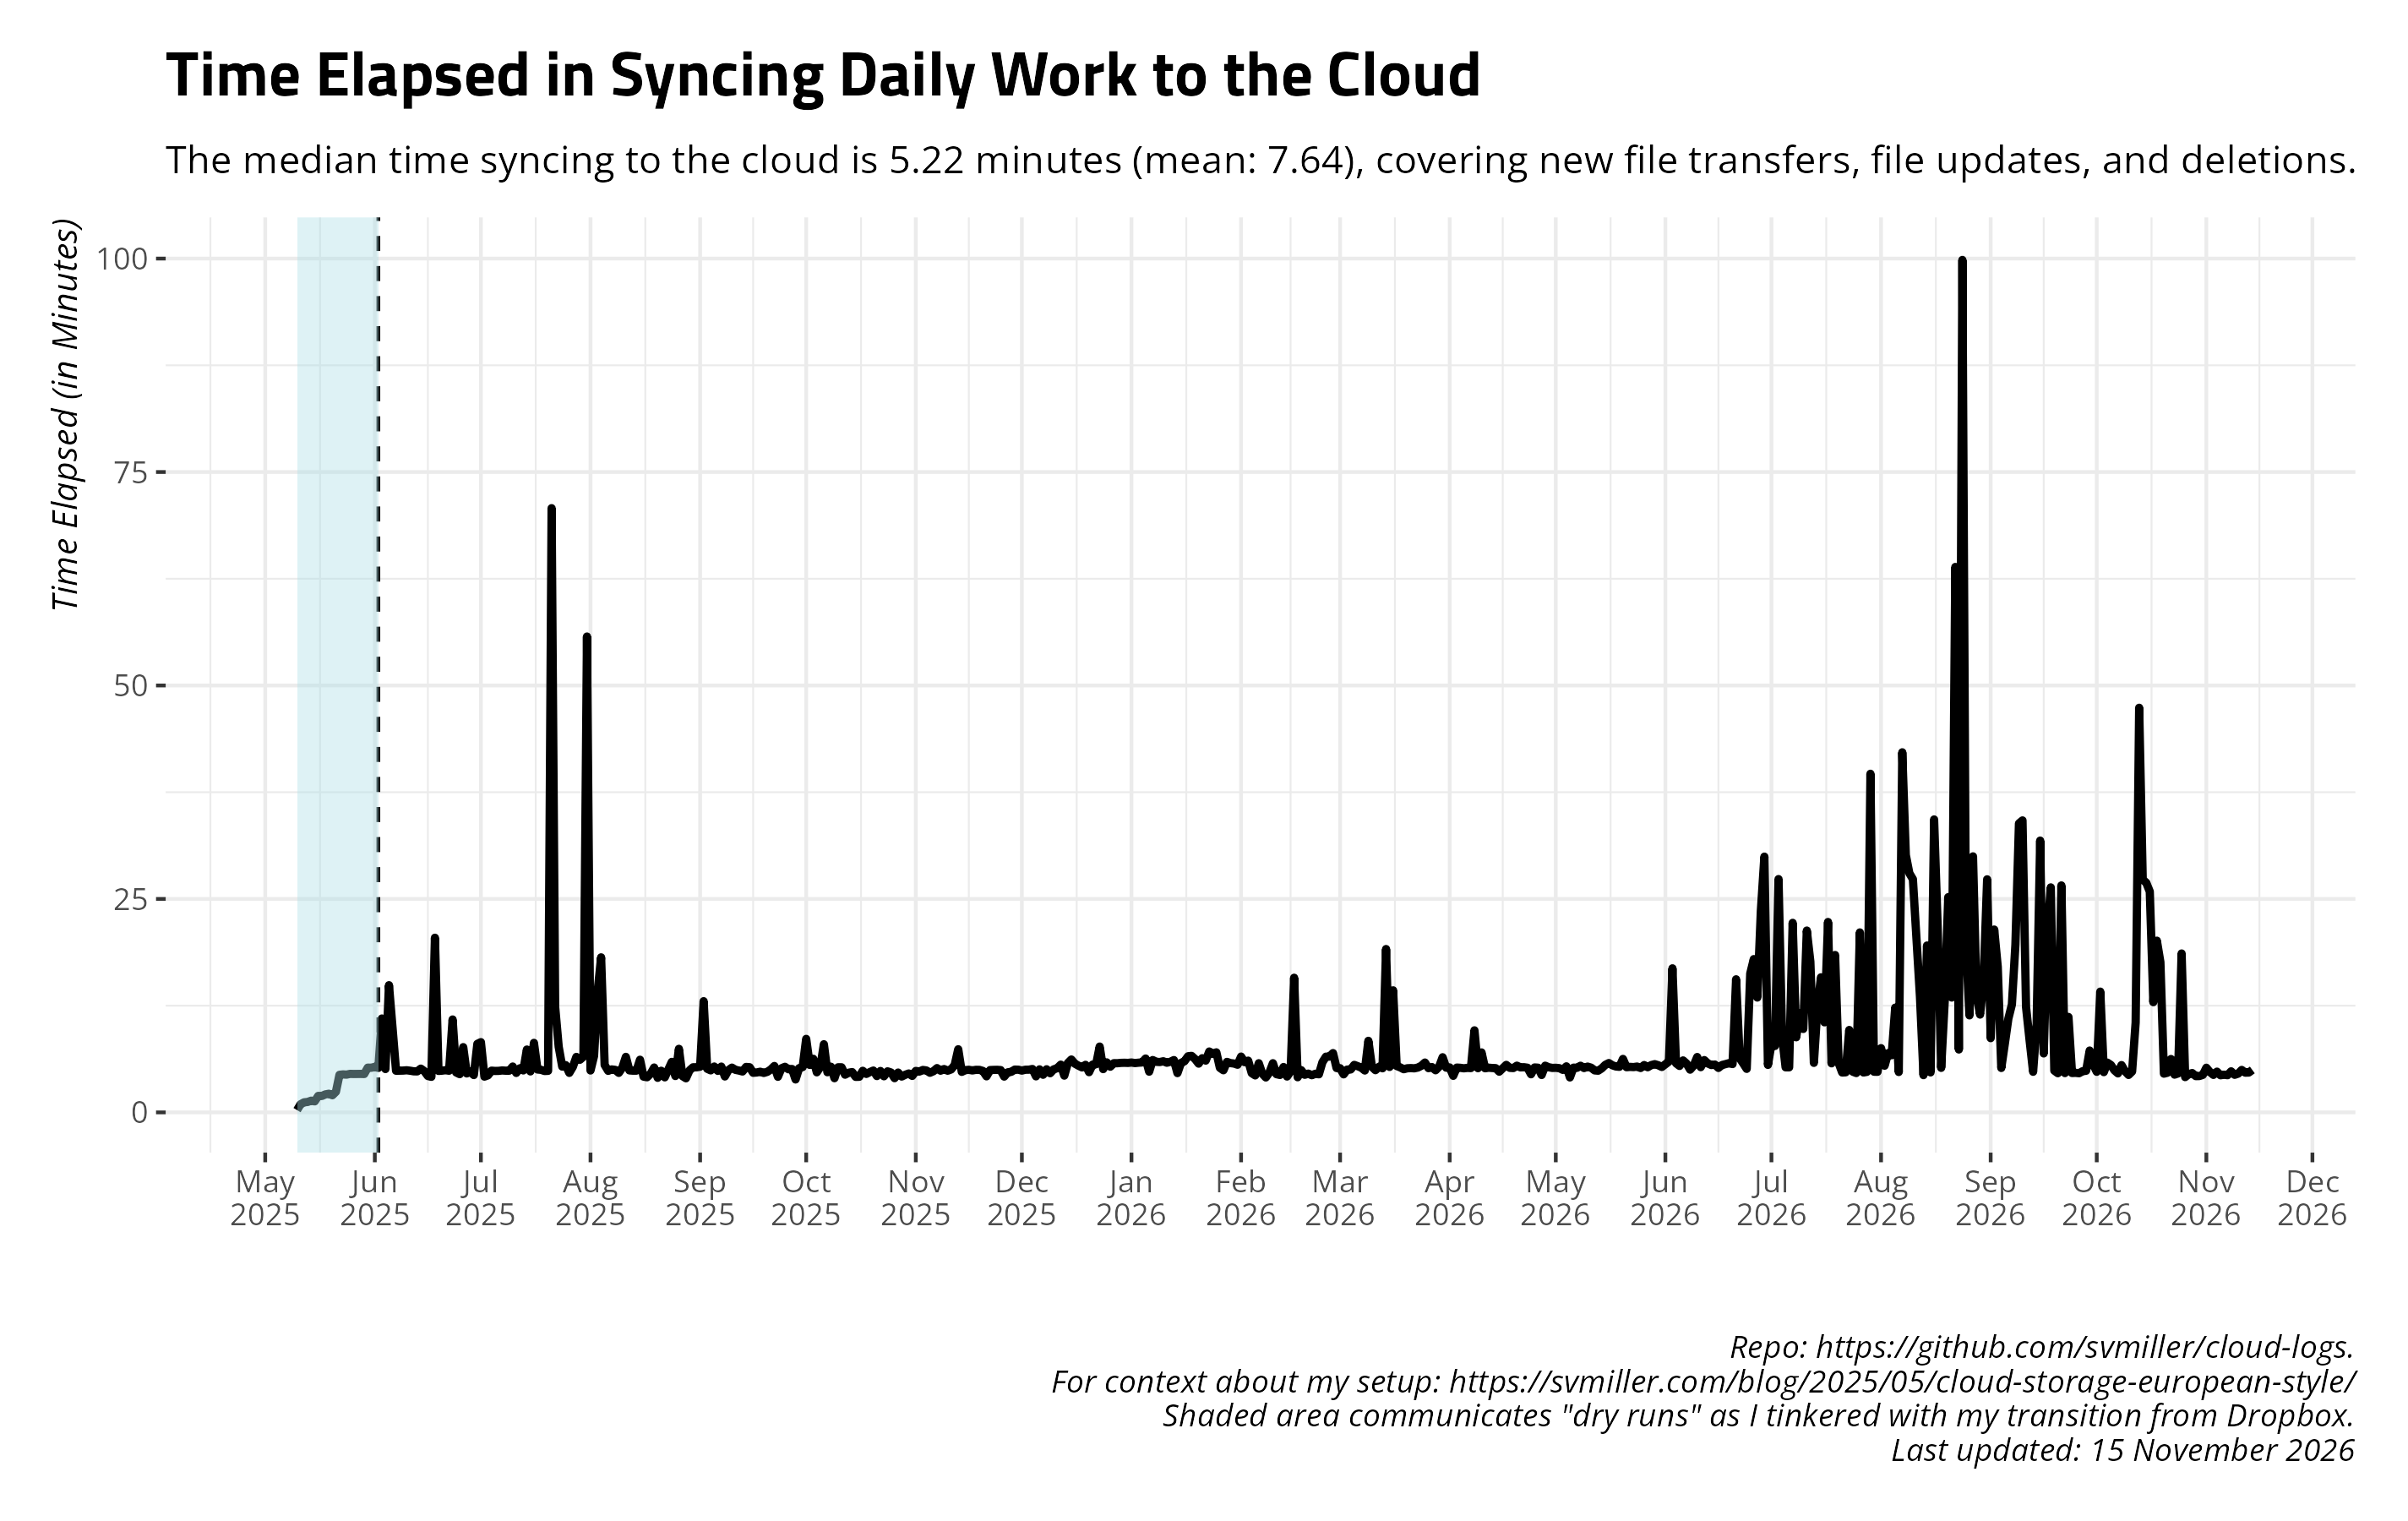 Time Elapsed in Syncing Daily Work to the Cloud
The median time syncing to the cloud is 5.22 minutes (mean: 7.64), covering new file transfers, file updates, and deletions.
Time Elapsed (in Minutes)
100
75
50
25
0
May Jun Jul Aug Sep Oct Nov Dec Jan Feb Mar Apr May Jun Jul Aug Sep Oct Nov Dec
2025 2025 2025 2025 2025 2025 2025 2025 2026 2026 2026 2026 2026 2026 2026 2026 2026 2026 2026 2026
Repo: https://github.com/svmiller/cloud-logs.
For context about my setup: https://svmiller.com/blog/2025/05/cloud-storage-european-style/
Shaded area communicates "dry runs" as I tinkered with my transition from Dropbox.
Last updated: 15 November 2026